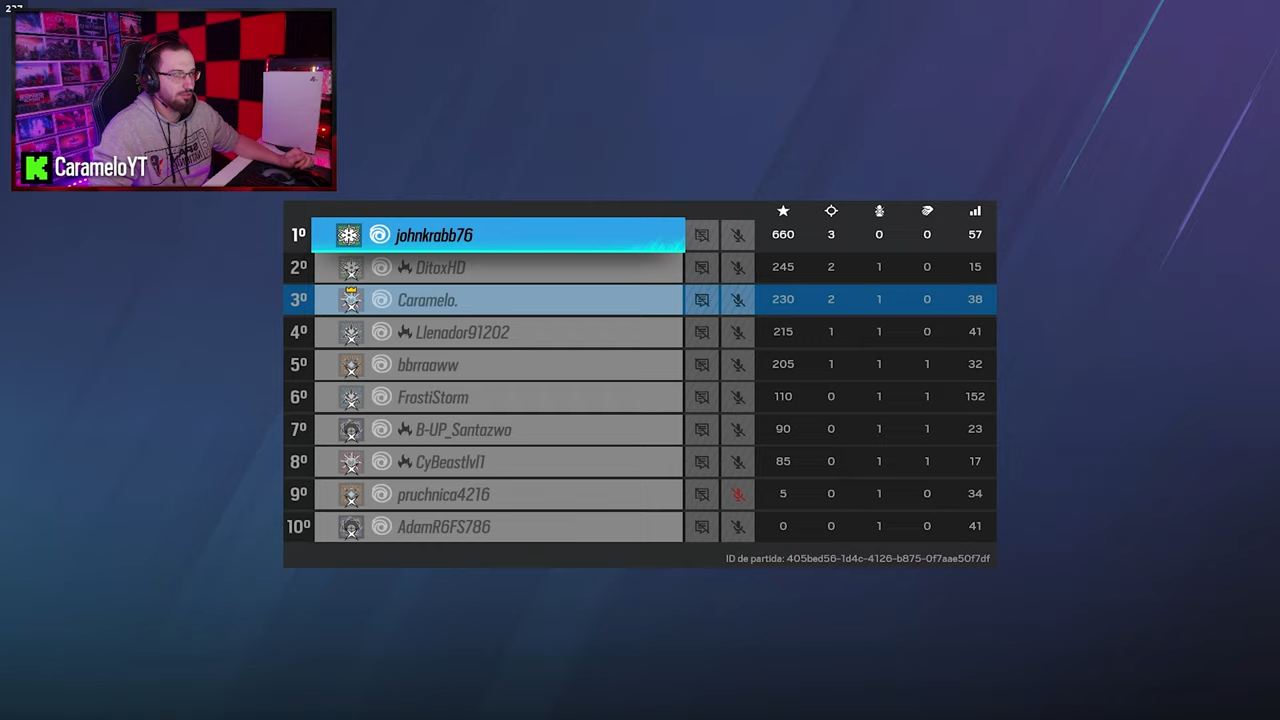 237
K CarameloYT
1º johnkrabb76 660 3 0 0 57
2º DitoxHD 245 2 1 0 15
3º Caramelo. 230 2 1 0 38
4º Llenador91202 215 1 1 0 41
5º bbrraaww 205 1 1 1 32
6º FrostiStorm 110 0 1 1 152
7º B-UP_Santazwo 90 0 1 1 23
8º CyBeastlvl1 85 0 1 1 17
9º pruchnica4216 5 0 1 0 34
10º AdamR6FS786 0 0 1 0 41
ID de partida: 405bed56-1d4c-4126-b875-0f7aae50f7df